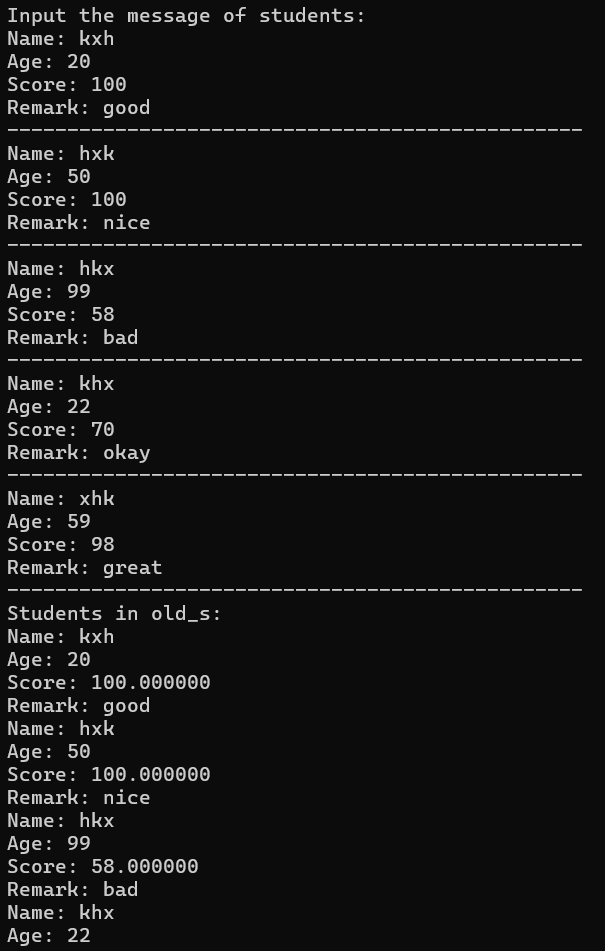 Input the message of students:
Name: kxh
Age: 20
Score: 100
Remark: good
------------------------------------------------
Name: hxk
Age: 50
Score: 100
Remark: nice
------------------------------------------------
Name: hkx
Age: 99
Score: 58
Remark: bad
------------------------------------------------
Name: khx
Age: 22
Score: 70
Remark: okay
------------------------------------------------
Name: xhk
Age: 59
Score: 98
Remark: great
------------------------------------------------
Students in old_s:
Name: kxh
Age: 20
Score: 100.000000
Remark: good
Name: hxk
Age: 50
Score: 100.000000
Remark: nice
Name: hkx
Age: 99
Score: 58.000000
Remark: bad
Name: khx
Age: 22